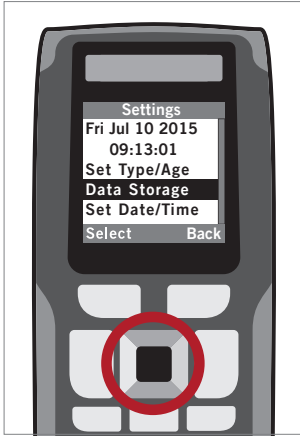 Settings
Fri Jul 10 2015
09:13:01
Set Type/Age
Data Storage
Set Date/Time
Select Back